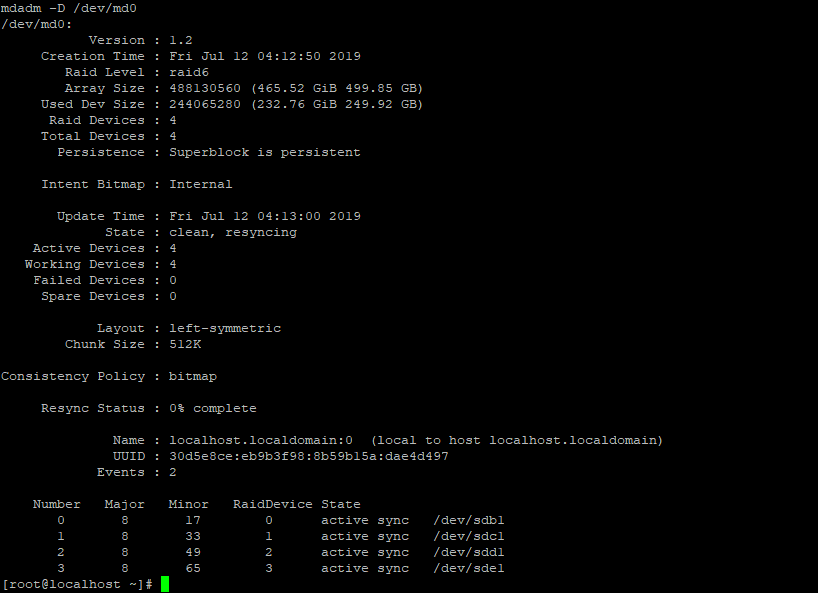 mdadm -D /dev/md0
/dev/md0:
Version : 1.2
Creation Time : Fri Jul 12 04:12:50 2019
Raid Level : raid6
Array Size : 488130560 (465.52 GiB 499.85 GB)
Used Dev Size : 244065280 (232.76 GiB 249.92 GB)
Raid Devices : 4
Total Devices : 4
Persistence : Superblock is persistent
Intent Bitmap : Internal
Update Time : Fri Jul 12 04:13:00 2019
State : clean, resyncing
Active Devices : 4
Working Devices : 4
Failed Devices : 0
Spare Devices : 0
Layout : left-symmetric
Chunk Size : 512K
Consistency Policy : bitmap
Resync Status : 0% complete
Name : localhost.localdomain:0  (local to host localhost.localdomain)
UUID : 30d5e8ce:eb9b3f98:8b59b15a:dae4d497
Events : 2
Number   Major   Minor   RaidDevice State
0       8       17        0      active sync   /dev/sdb1
1       8       33        1      active sync   /dev/sdc1
2       8       49        2      active sync   /dev/sdd1
3       8       65        3      active sync   /dev/sde1
[root@localhost ~]#